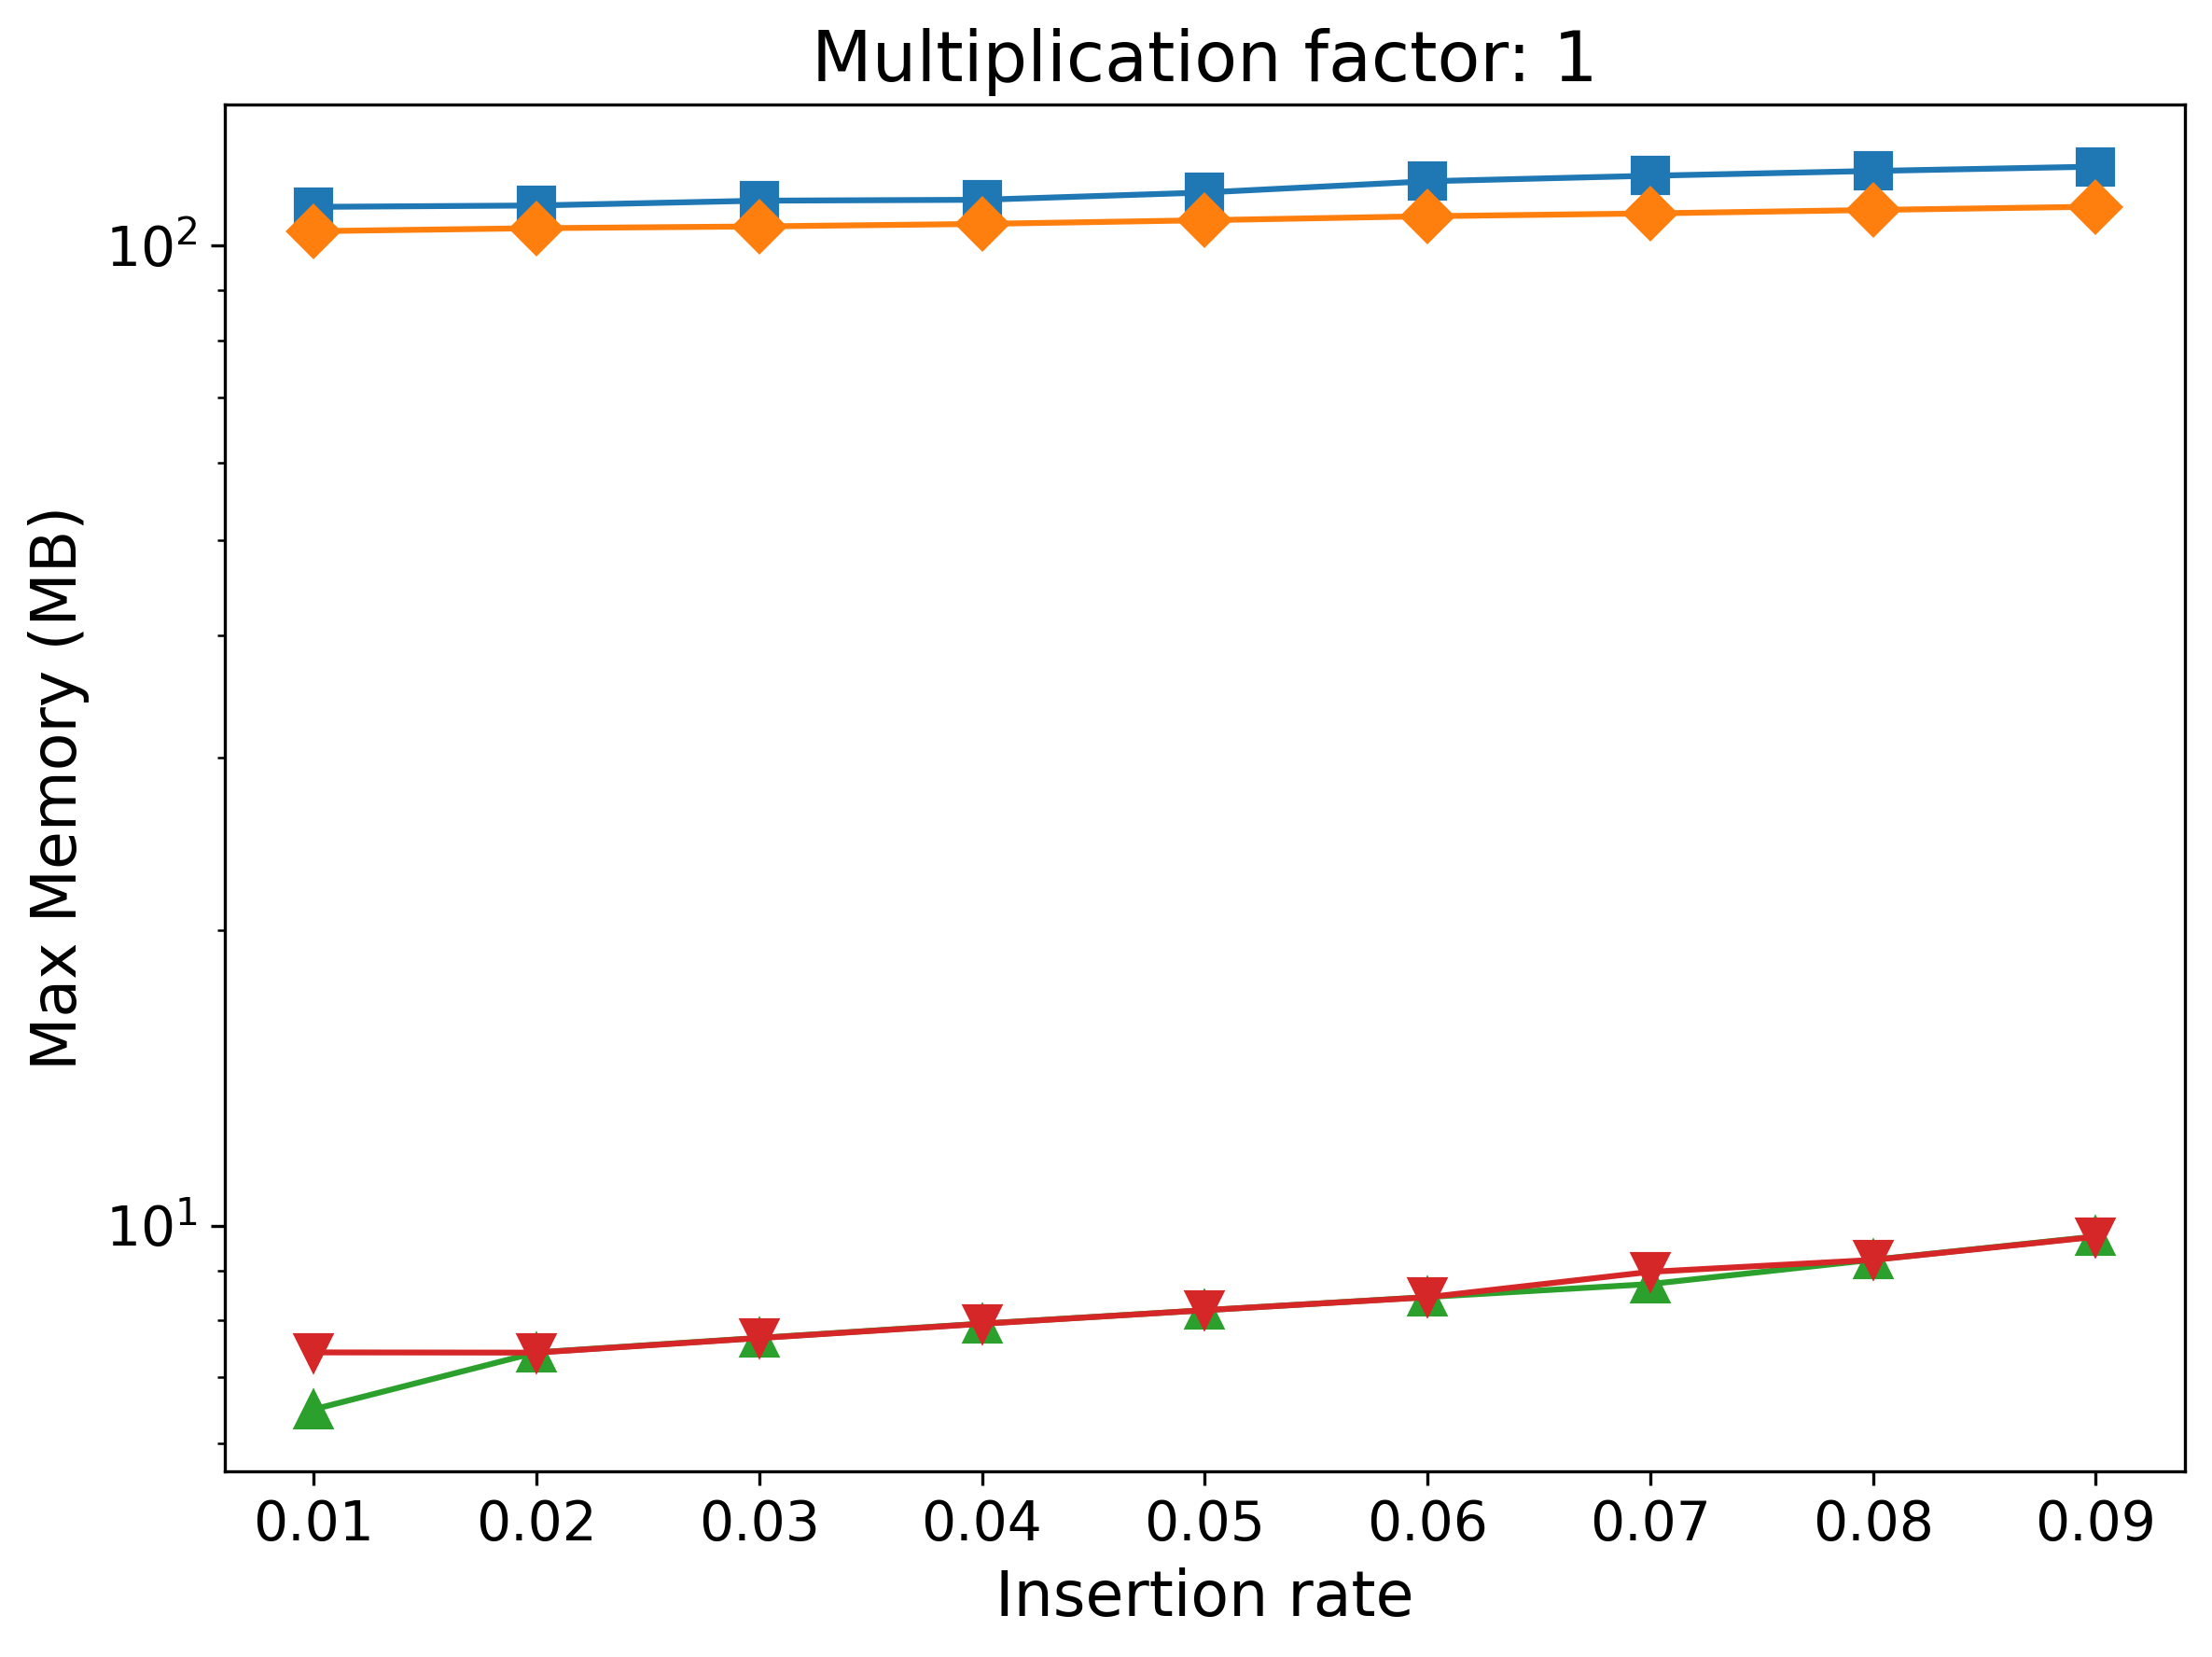 Multiplication factor: 1
Max Memory (MB)
10²
10¹
0.01 0.02 0.03 0.04 0.05 0.06 0.07 0.08 0.09
Insertion rate